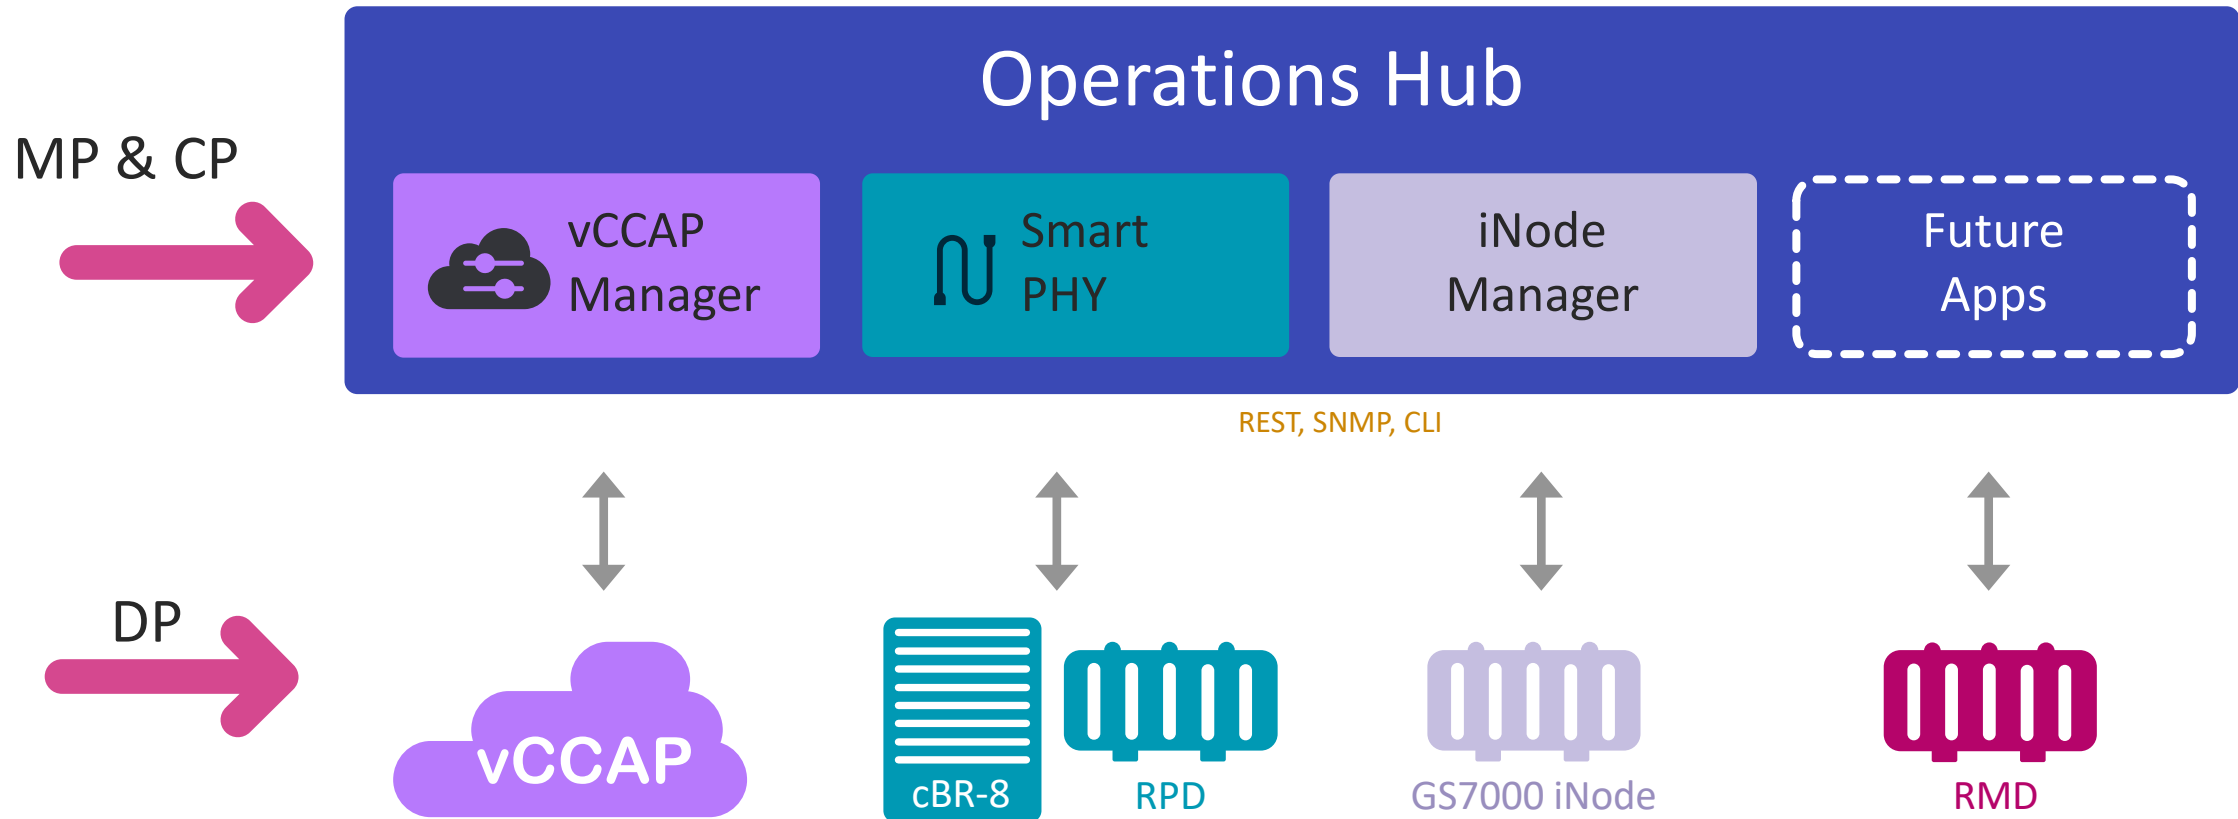 Operations Hub
MP & CP
vCCAP
Manager
Smart
PHY
iNode
Manager
Future
Apps
REST, SNMP, CLI
DP
vCCAP
cBR-8
RPD
GS7000 iNode
RMD